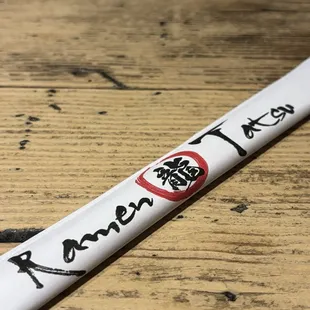 Ramen 龍 Tatsu